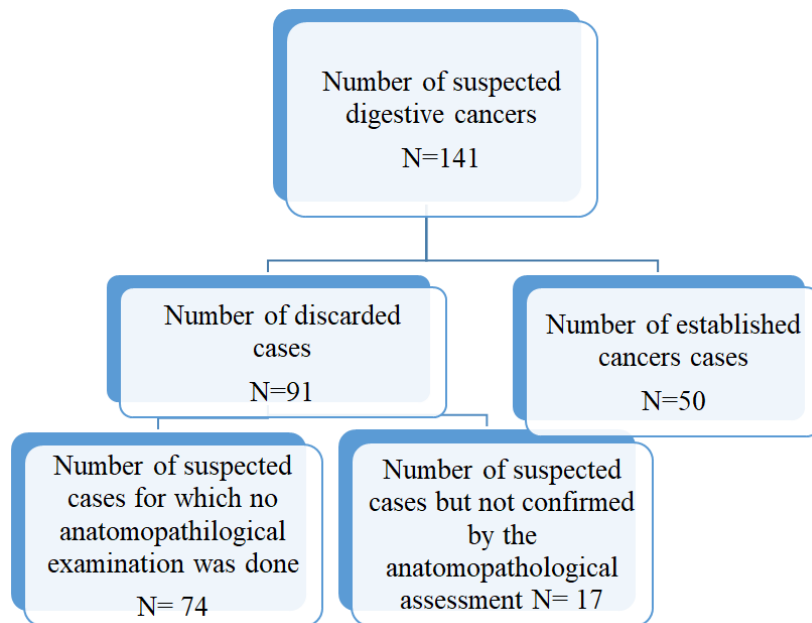 Number of suspected
digestive cancers
N=141
Number of discarded
cases
N=91
Number of established
cancers cases
N=50
Number of suspected
cases for which no
anatomopathilogical
examination was done
N= 74
Number of suspected
cases but not confirmed
by the
anatomopathological
assessment N= 17